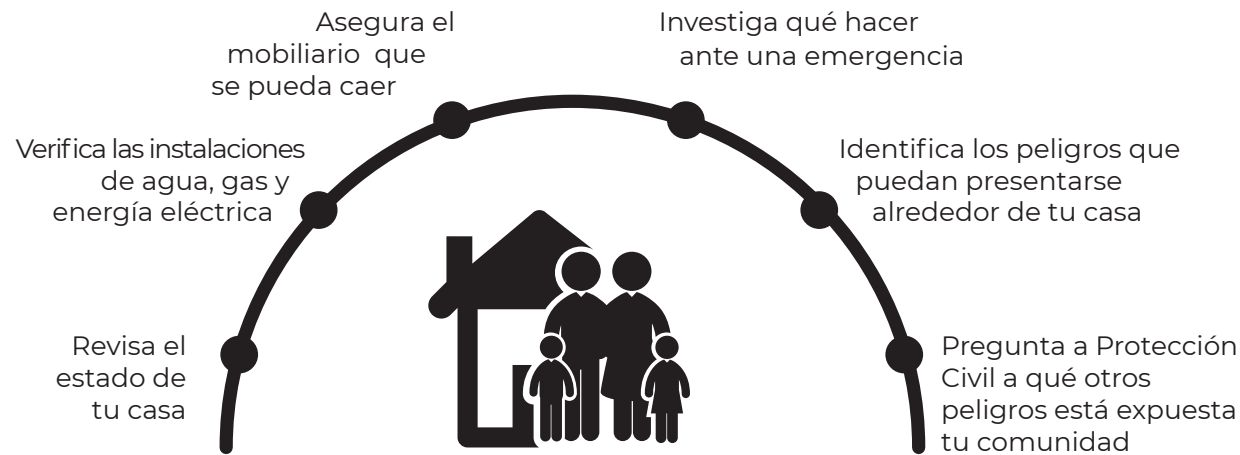 Asegura el
mobiliario que
se pueda caer
Investiga qué hacer
ante una emergencia
Verifica las instalaciones
de agua, gas y
energía eléctrica
Identifica los peligros que
puedan presentarse
alrededor de tu casa
Revisa el
estado de
tu casa
Pregunta a Protección
Civil a qué otros
peligros está expuesta
tu comunidad